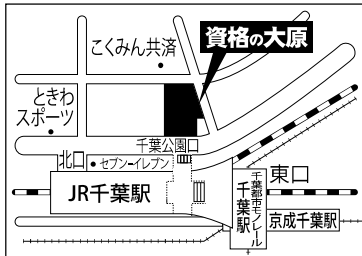 こくみん共済
資格の大原
ときわ
スポーツ
千葉公園口
北口
セブン-イレブン
JR千葉駅
千葉都市モノレール
千葉駅
東口
京成千葉駅